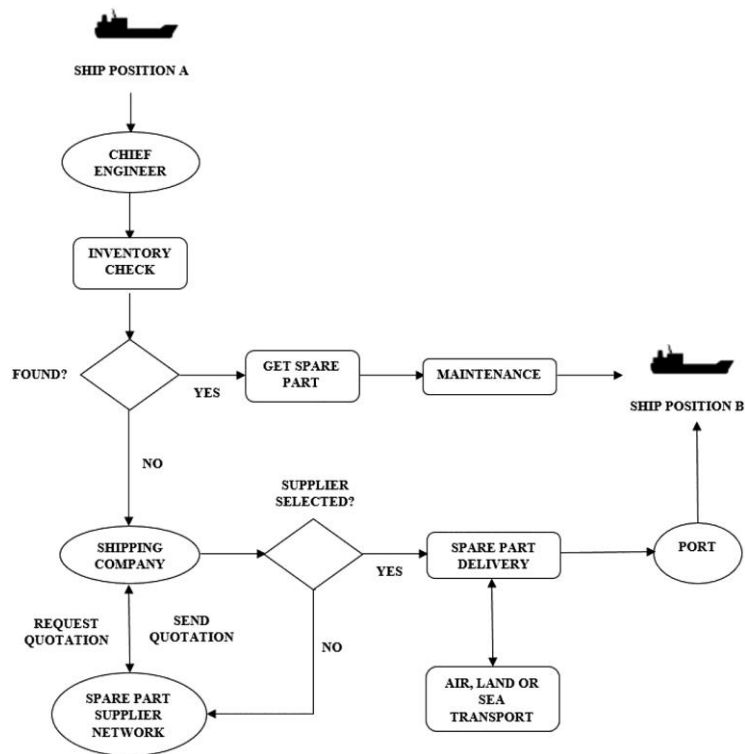 SHIP POSITION A
CHIEF
ENGINEER
INVENTORY
CHECK
FOUND?
YES
GET SPARE
PART
MAINTENANCE
SHIP POSITION B
NO
SUPPLIER
SELECTED?
SHIPPING
COMPANY
YES
SPARE PART
DELIVERY
PORT
REQUEST
QUOTATION
SEND
QUOTATION
NO
SPARE PART
SUPPLIER
NETWORK
AIR, LAND OR
SEA
TRANSPORT